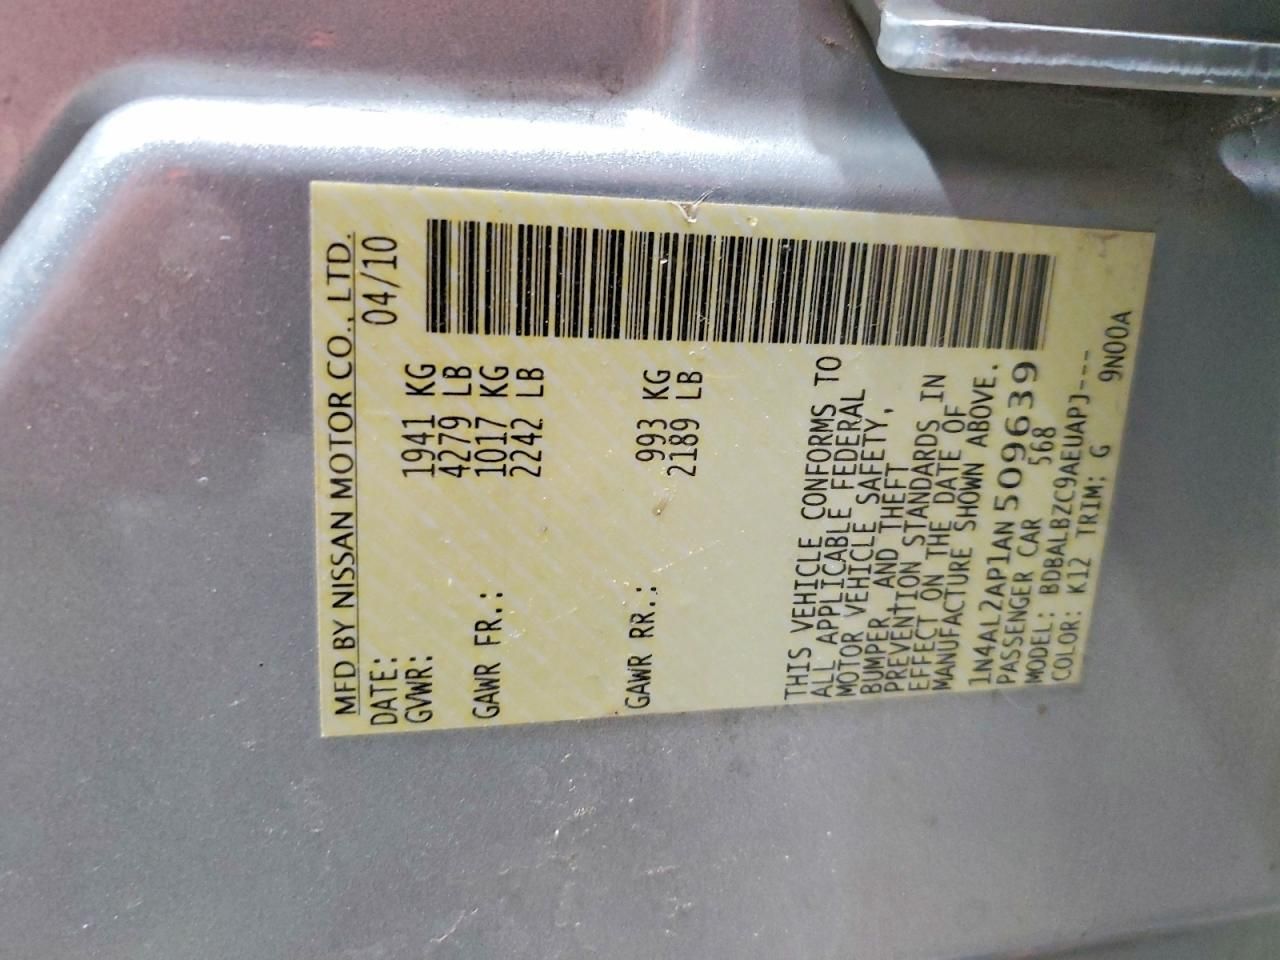 MFD BY NISSAN MOTOR CO., LTD.
DATE: 04/10
GVWR: 1941 KG
4279 LB
GAWR FR.: 1017 KG
2242 LB
GAWR RR.: 993 KG
2189 LB
THIS VEHICLE CONFORMS TO
ALL APPLICABLE FEDERAL
MOTOR VEHICLE SAFETY,
BUMPER AND THEFT
PREVENTION STANDARDS IN
EFFECT ON THE DATE OF
MANUFACTURE SHOWN ABOVE.
1N4AL2AP1AN509639
PASSENGER CAR 568
MODEL: BDBALBZC9AEUAPJ---
COLOR: K12 TRIM: G 9N00A